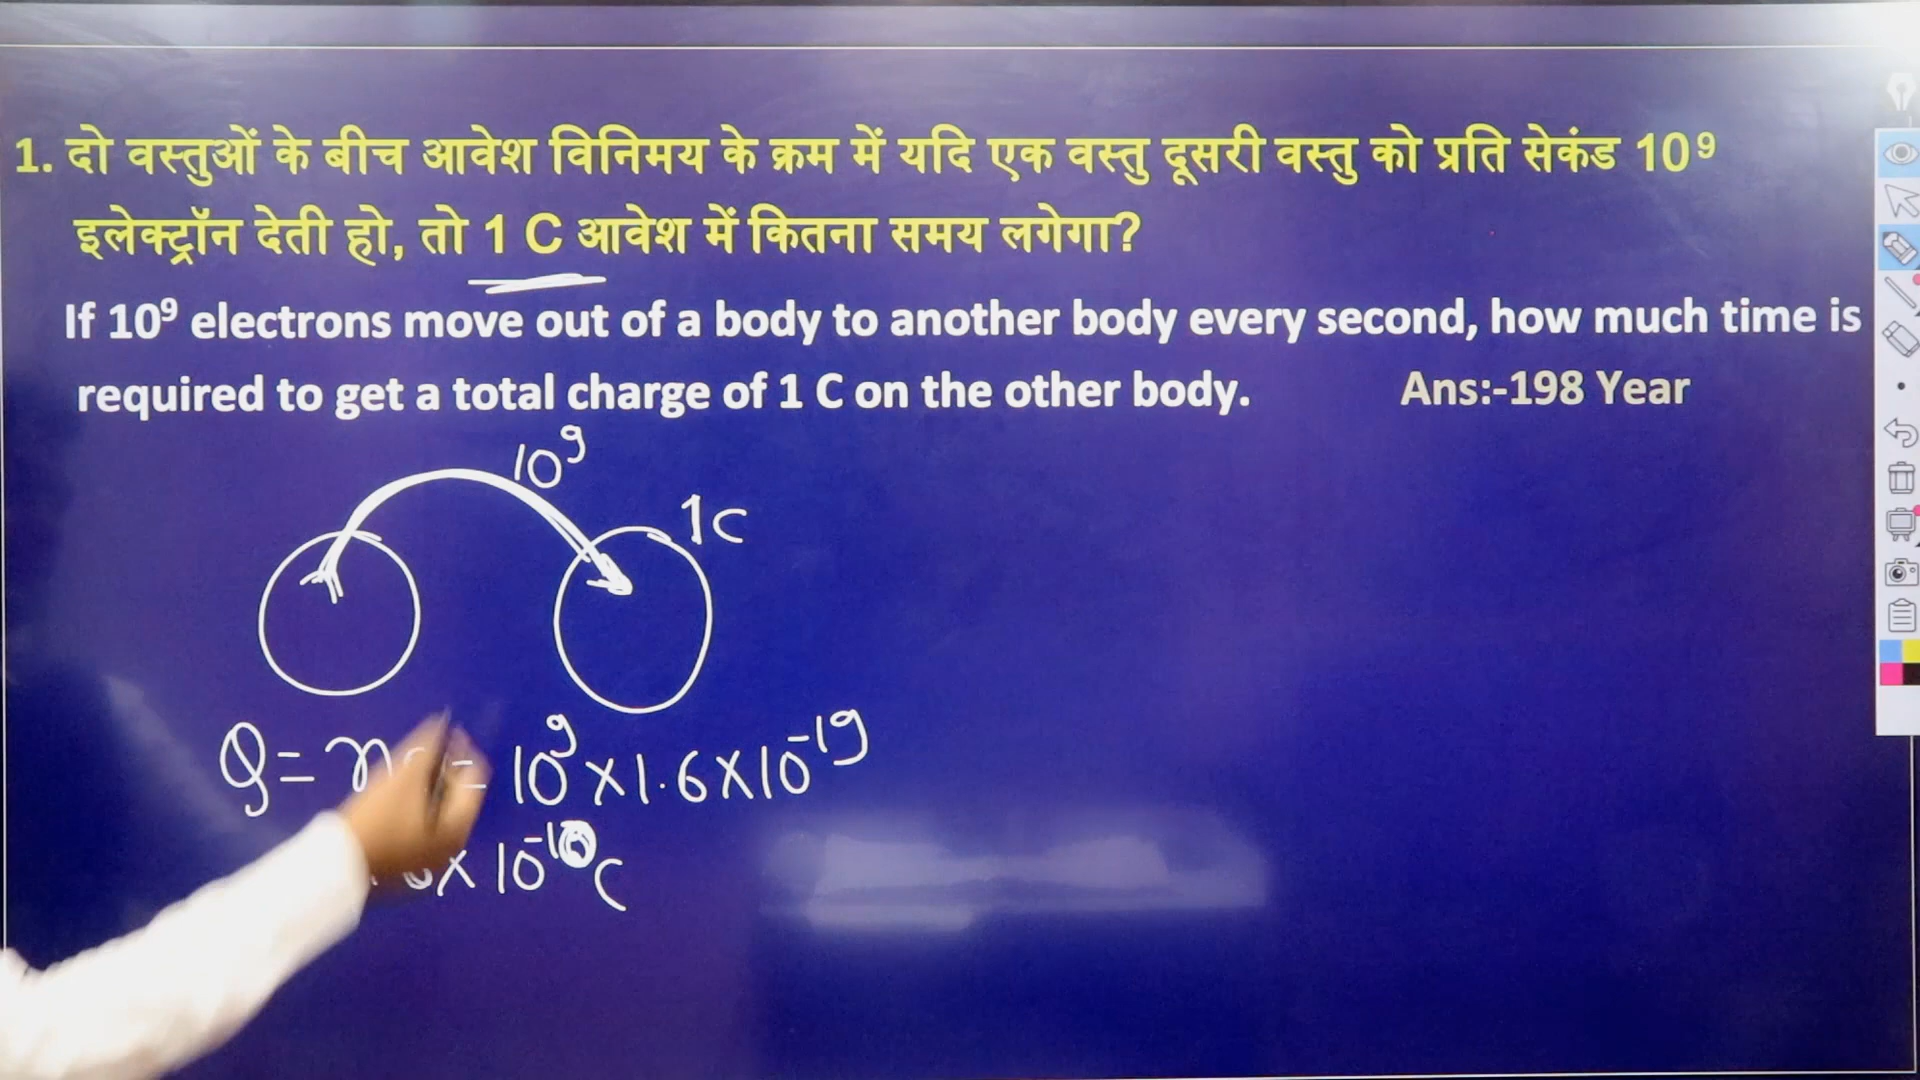 1. दो वस्तुओं के बीच आवेश विनिमय के क्रम में यदि एक वस्तु दूसरी वस्तु को प्रति सेकंड 10⁹
इलेक्ट्रॉन देती हो, तो 1 C आवेश में कितना समय लगेगा?
If 10⁹ electrons move out of a body to another body every second, how much time is
required to get a total charge of 1 C on the other body. Ans:-198 Year
10⁹
1C
Q = n = 10⁹ × 1.6 × 10⁻¹⁹
× 10⁻¹⁰ C